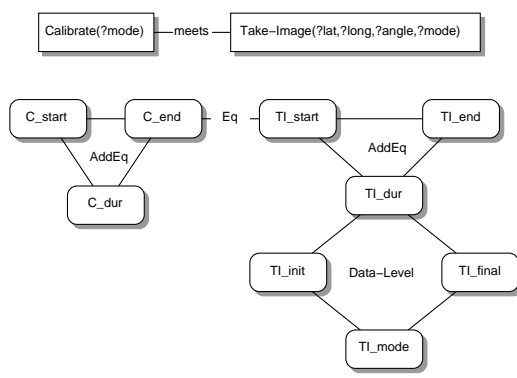 Calibrate(?mode) meets Take−Image(?lat,?long,?angle,?mode)
C_start C_end Eq TI_start TI_end
AddEq AddEq
C_dur TI_dur
TI_init Data−Level TI_final
TI_mode